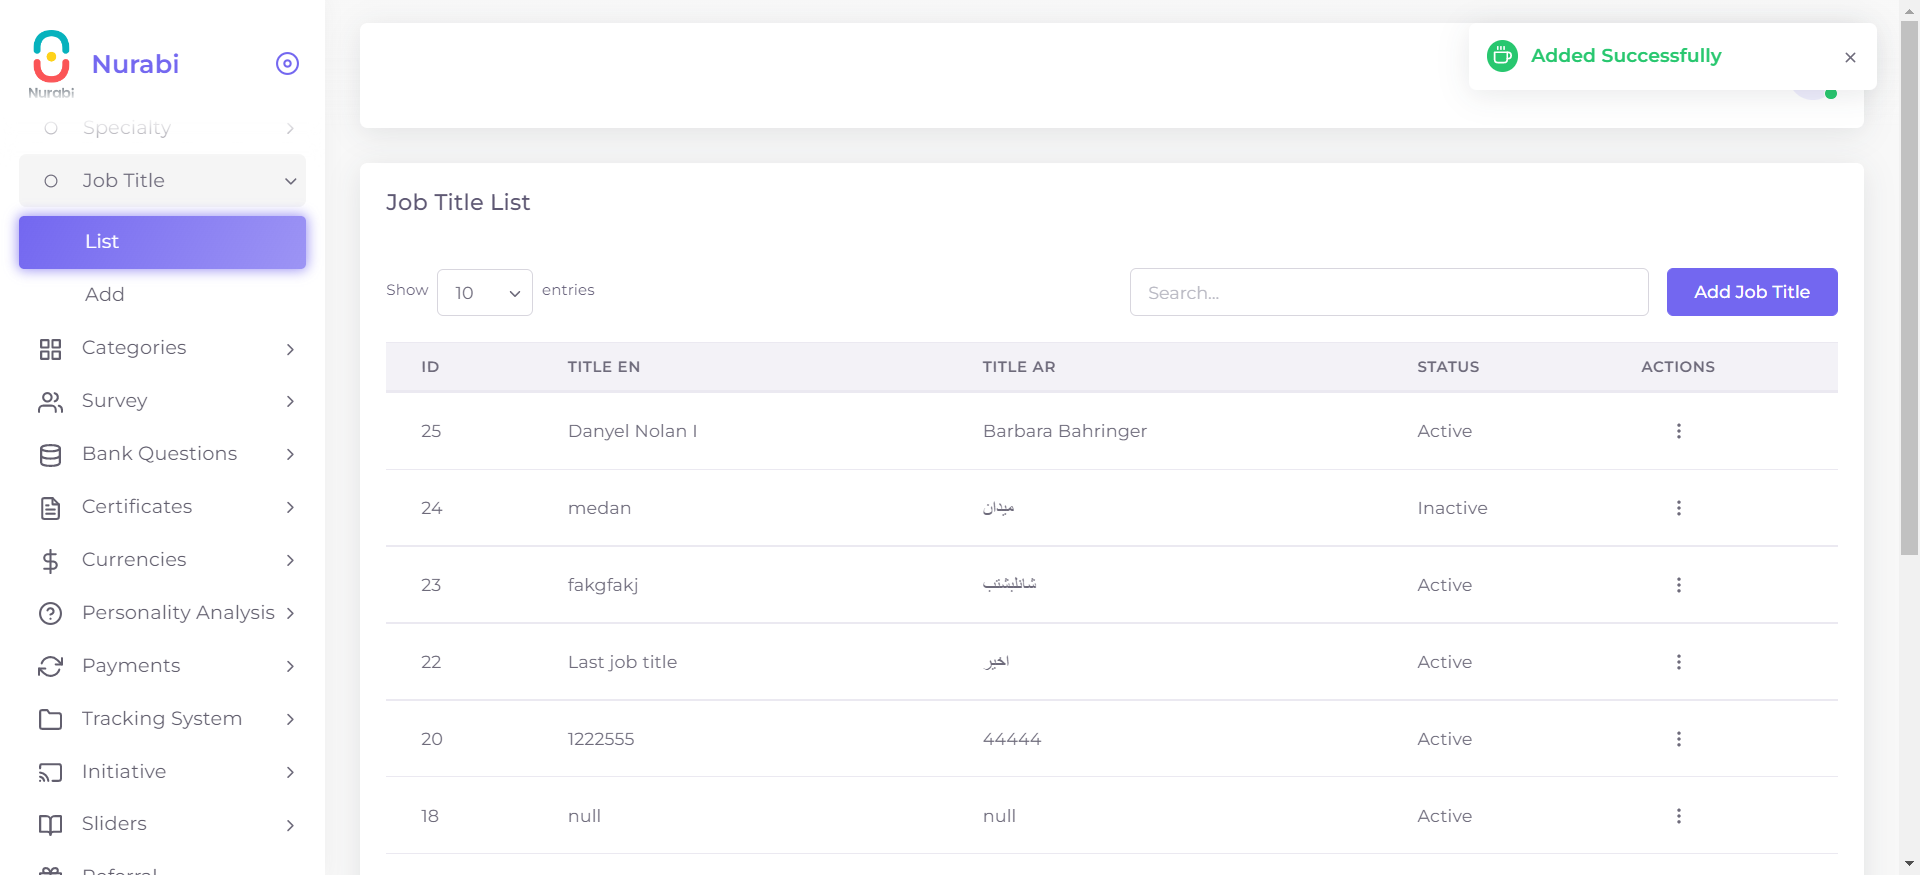 Nurabi
Nurabi
Specialty
Job Title
List
Add
Categories
Survey
Bank Questions
Certificates
Currencies
Personality Analysis
Payments
Tracking System
Initiative
Sliders
Referral
Added Successfully
Job Title List
Show 10 entries
Search...
Add Job Title
ID TITLE EN TITLE AR STATUS ACTIONS
25 Danyel Nolan I Barbara Bahringer Active
24 medan ميدان Inactive
23 fakgfakj Active
22 Last job title اخير Active
20 1222555 44444 Active
18 null null Active